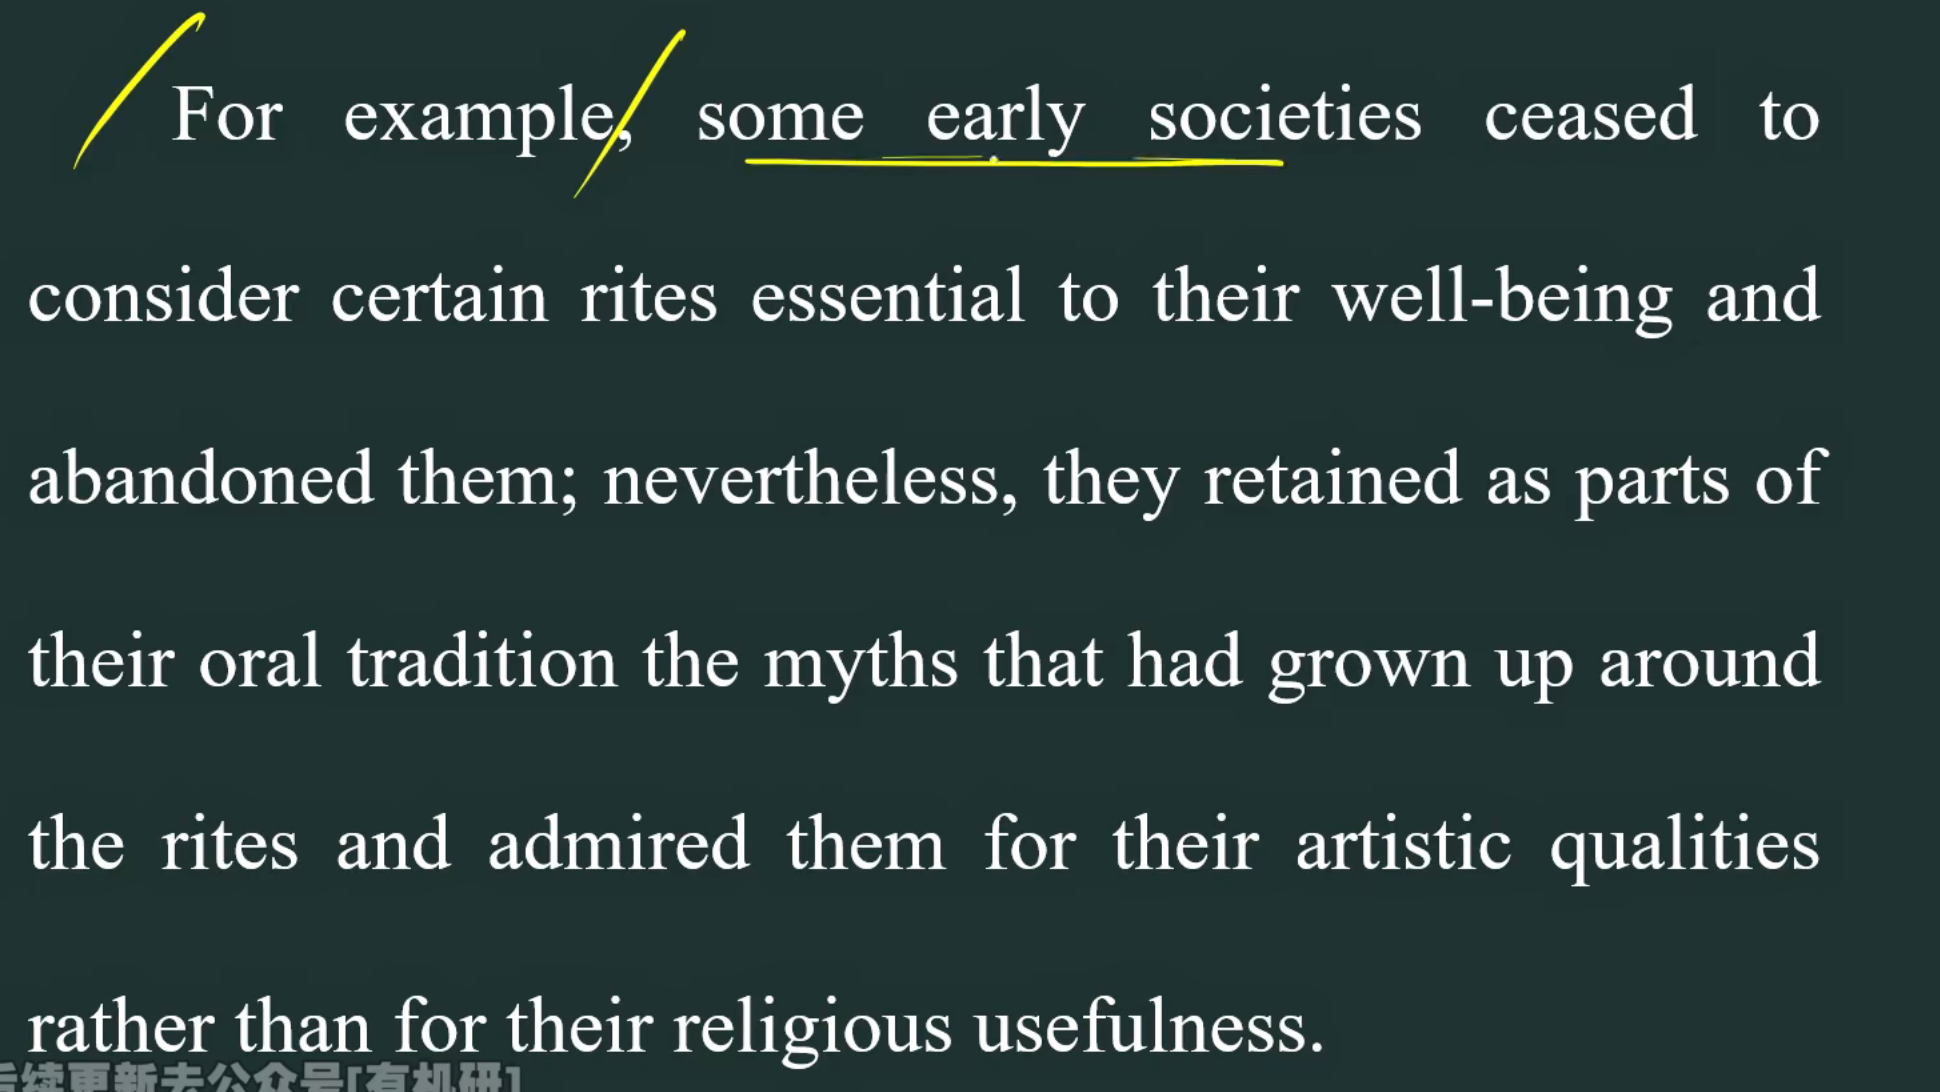 For example, some early societies ceased to
consider certain rites essential to their well-being and
abandoned them; nevertheless, they retained as parts of
their oral tradition the myths that had grown up around
the rites and admired them for their artistic qualities
rather than for their religious usefulness.
后续更新去公众号[有机研]